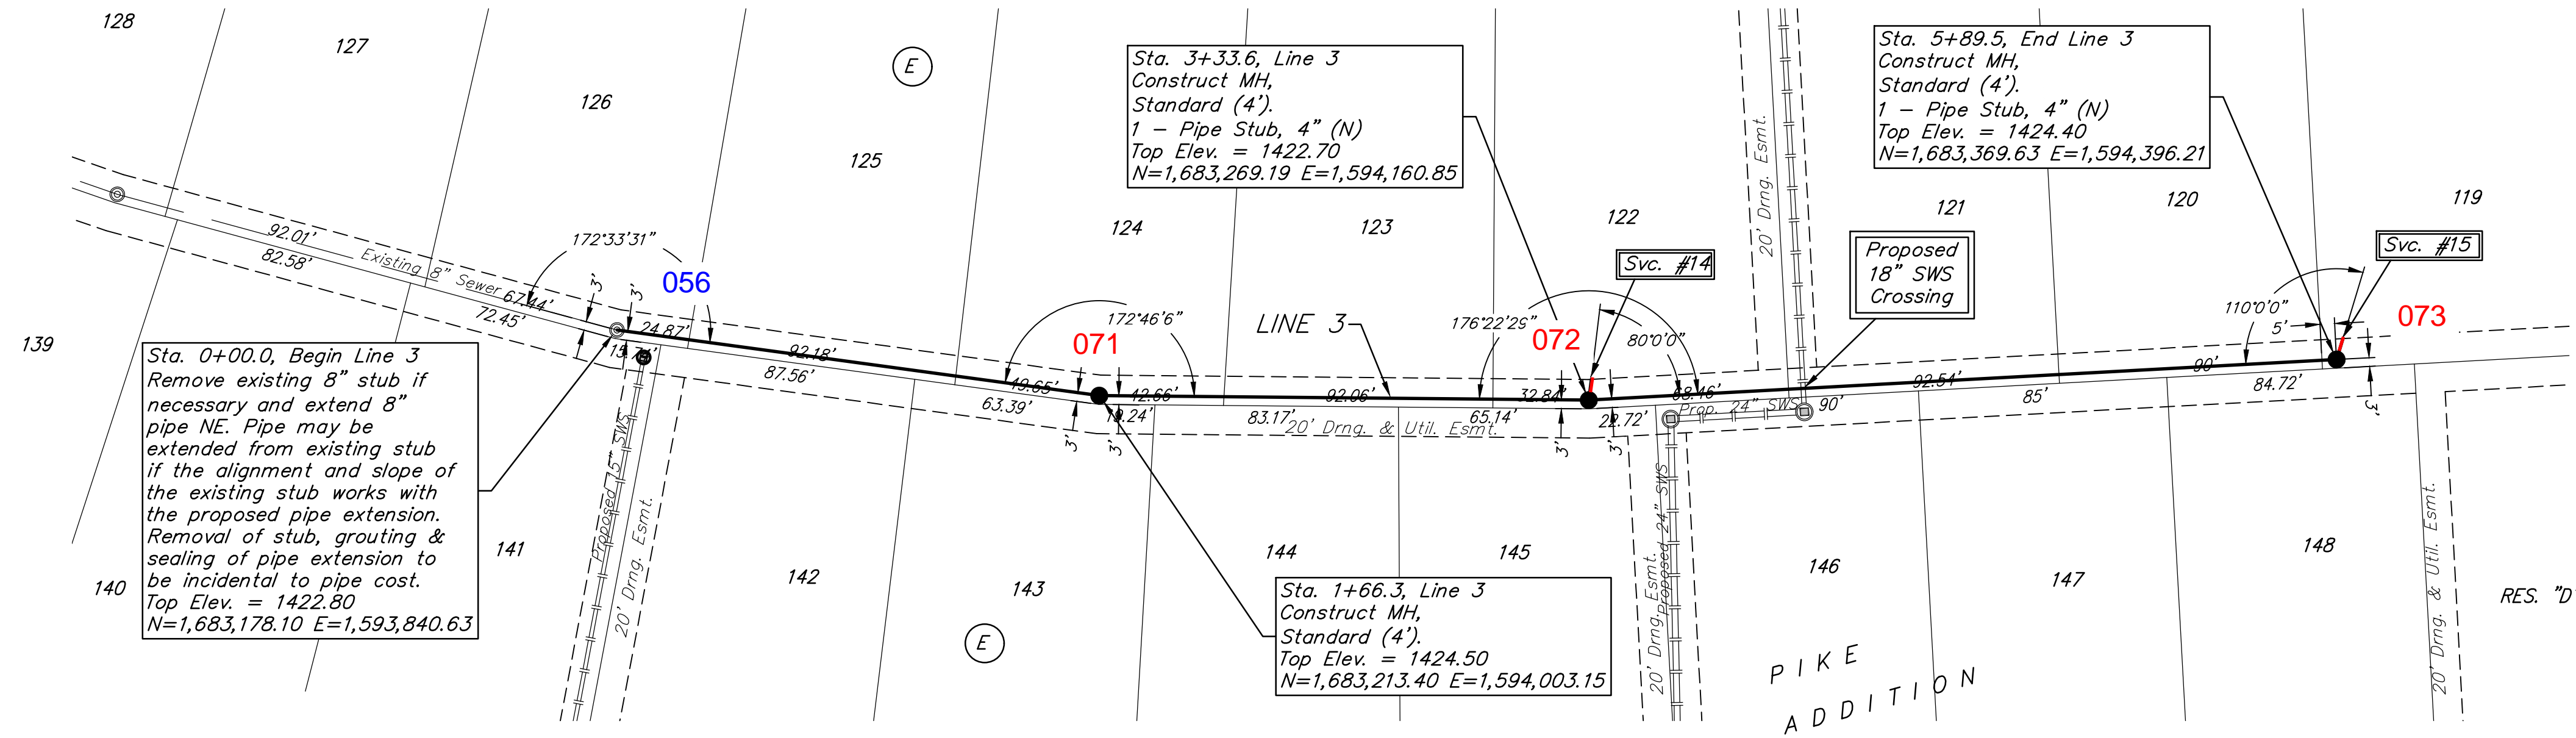 128
127
126
125
E
124
123
122
121
120
119
139
140
141
142
143
144
145
146
147
148
E
RES. "D
PIKE
ADDITION
Sta. 3+33.6, Line 3
Construct MH,
Standard (4').
1 - Pipe Stub, 4" (N)
Top Elev. = 1422.70
N=1,683,269.19 E=1,594,160.85
Sta. 5+89.5, End Line 3
Construct MH,
Standard (4').
1 - Pipe Stub, 4" (N)
Top Elev. = 1424.40
N=1,683,369.63 E=1,594,396.21
Sta. 0+00.0, Begin Line 3
Remove existing 8" stub if
necessary and extend 8"
pipe NE. Pipe may be
extended from existing stub
if the alignment and slope of
the existing stub works with
the proposed pipe extension.
Removal of stub, grouting &
sealing of pipe extension to
be incidental to pipe cost.
Top Elev. = 1422.80
N=1,683,178.10 E=1,593,840.63
Sta. 1+66.3, Line 3
Construct MH,
Standard (4').
Top Elev. = 1424.50
N=1,683,213.40 E=1,594,003.15
Svc. #14
Svc. #15
Proposed
18" SWS
Crossing
LINE 3
056
071
072
073
172°33'31"
172°46'6"
176°22'29"
80°0'0"
110°0'0"
92.01'
82.58'
Existing 8" Sewer
67.44'
72.45'
3'
3'
24.87'
92.18'
87.56'
49.65'
63.39'
3'
3'
42.66'
19.24'
92.06'
83.17'
20' Drng. & Util. Esmt.
65.14'
32.84'
3'
3'
22.72'
88.46'
Prop. 24" SWS
90'
92.54'
85'
90'
84.72'
5'
3'
Proposed 15" SWS
20' Drng. Esmt.
20' Drng. Esmt.
20' Drng. Esmt.
Proposed 24" SWS
20' Drng. & Util. Esmt.